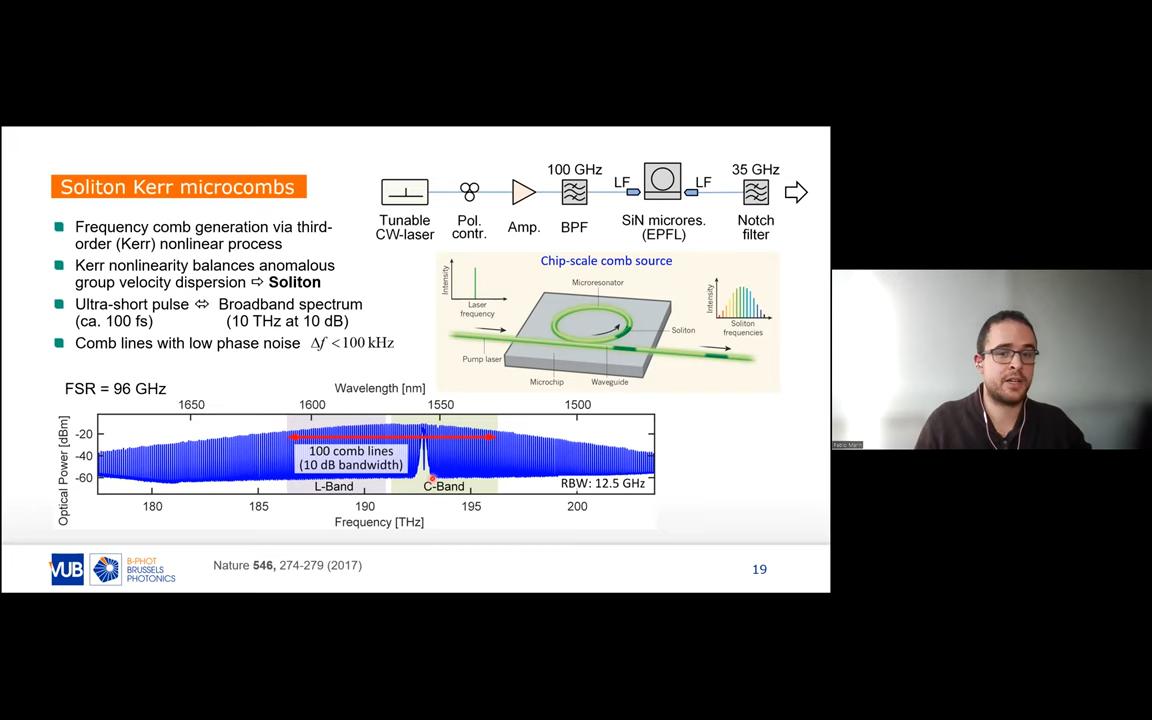 Soliton Kerr microcombs
Frequency comb generation via third-
order (Kerr) nonlinear process
Kerr nonlinearity balances anomalous
group velocity dispersion ⇨ Soliton
Ultra-short pulse ⬄ Broadband spectrum
(ca. 100 fs) (10 THz at 10 dB)
Comb lines with low phase noise Δf <100 kHz
100 GHz
LF
LF
35 GHz
Tunable
CW-laser
Pol.
contr.
Amp.
BPF
SiN microres.
(EPFL)
Notch
filter
Chip-scale comb source
Intensity
Laser
frequency
Microresonator
Intensity
Soliton
frequencies
Soliton
Pump laser
Microchip
Waveguide
FSR = 96 GHz
Wavelength [nm]
1650 1600 1550 1500
Optical Power [dBm]
-20
-40
-60
100 comb lines
(10 dB bandwidth)
L-Band
C-Band
RBW: 12.5 GHz
180 185 190 195 200
Frequency [THz]
VUB
B-PHOT
BRUSSELS
PHOTONICS
Nature 546, 274-279 (2017)
19
Pablo Marin